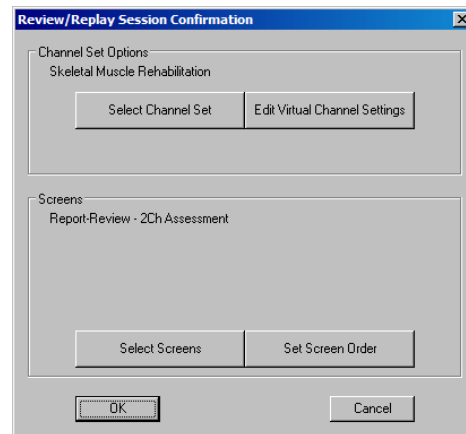 Review/Replay Session Confirmation
Channel Set Options
Skeletal Muscle Rehabilitation
Select Channel Set
Edit Virtual Channel Settings
Screens
Report-Review - 2Ch Assessment
Select Screens
Set Screen Order
OK
Cancel